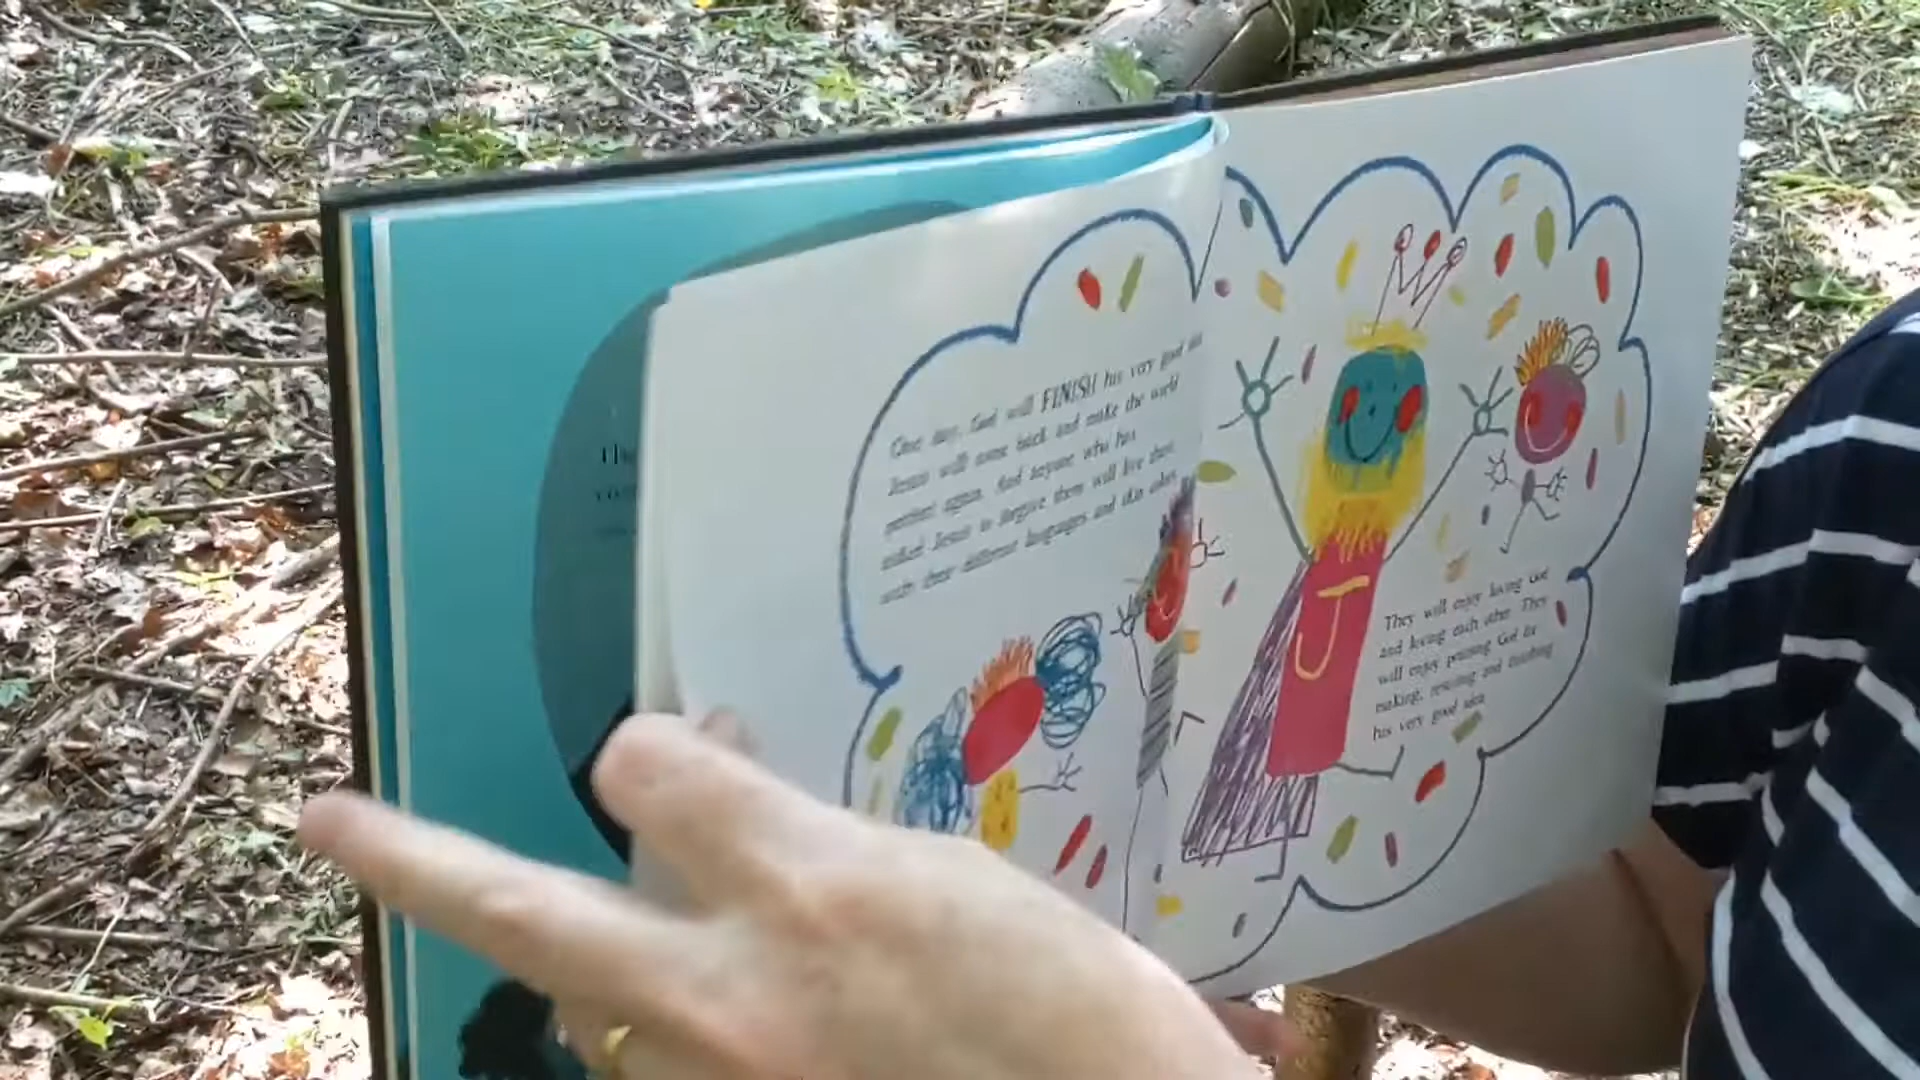 One day, God will FINISH his very good idea
Jesus will come back and make the world
perfect again. And anyone who has
asked Jesus to forgive them will live there
with their different languages and skin colors
They will enjoy loving God
and loving each other. They
will enjoy praising God for
making, rescuing and finishing
his very good idea
J